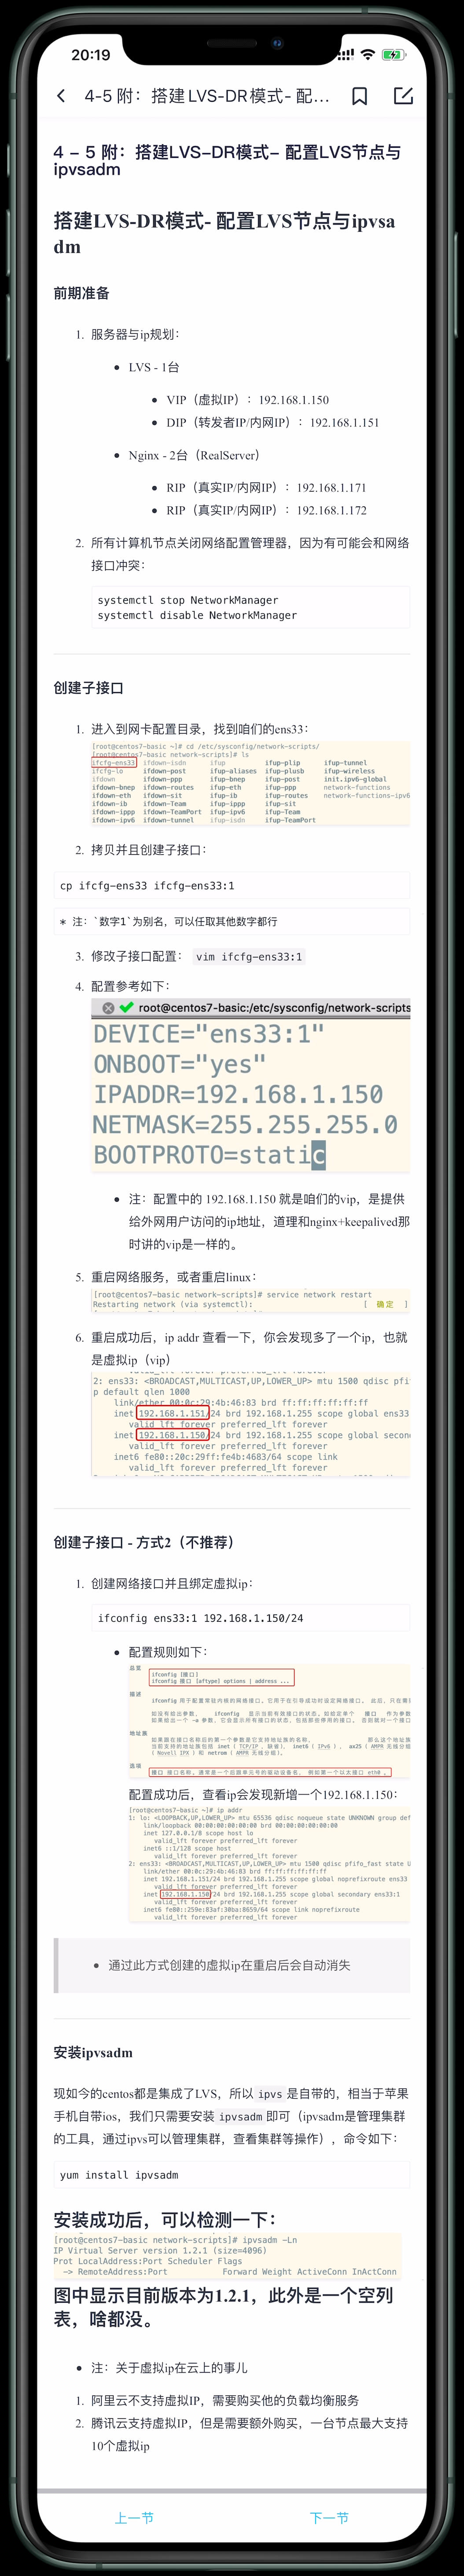 20:19
4-5 附：搭建LVS-DR模式- 配...
4 - 5 附：搭建LVS-DR模式- 配置LVS节点与
ipvsadm
搭建LVS-DR模式- 配置LVS节点与ipvsa
dm
前期准备
1. 服务器与ip规划：
LVS - 1台
VIP（虚拟IP）：192.168.1.150
DIP（转发者IP/内网IP）：192.168.1.151
Nginx - 2台（RealServer）
RIP（真实IP/内网IP）：192.168.1.171
RIP（真实IP/内网IP）：192.168.1.172
2. 所有计算机节点关闭网络配置管理器，因为有可能会和网络
接口冲突：
systemctl stop NetworkManager
systemctl disable NetworkManager
创建子接口
1. 进入到网卡配置目录，找到咱们的ens33：
[root@centos7-basic ~]# cd /etc/sysconfig/network-scripts/
[root@centos7-basic network-scripts]# ls
ifcfg-ens33 ifdown-isdn ifup ifup-plip ifup-tunnel
ifcfg-lo ifdown-post ifup-aliases ifup-plusb ifup-wireless
ifdown ifdown-ppp ifup-bnep ifup-post init.ipv6-global
ifdown-bnep ifdown-routes ifup-eth ifup-ppp network-functions
ifdown-eth ifdown-sit ifup-ib ifup-routes network-functions-ipv6
ifdown-ib ifdown-Team ifup-ippp ifup-sit
ifdown-ippp ifdown-TeamPort ifup-ipv6 ifup-Team
ifdown-ipv6 ifdown-tunnel ifup-isdn ifup-TeamPort
2. 拷贝并且创建子接口：
cp ifcfg-ens33 ifcfg-ens33:1
* 注：`数字1`为别名，可以任取其他数字都行
3. 修改子接口配置： vim ifcfg-ens33:1
4. 配置参考如下：
root@centos7-basic:/etc/sysconfig/network-scripts
DEVICE="ens33:1"
ONBOOT="yes"
IPADDR=192.168.1.150
NETMASK=255.255.255.0
BOOTPROTO=static
注：配置中的 192.168.1.150 就是咱们的vip，是提供
给外网用户访问的ip地址，道理和nginx+keepalived那
时讲的vip是一样的。
5. 重启网络服务，或者重启linux：
[root@centos7-basic network-scripts]# service network restart
Restarting network (via systemctl): [ 确定 ]
6. 重启成功后，ip addr 查看一下，你会发现多了一个ip，也就
是虚拟ip（vip）
2: ens33: <BROADCAST,MULTICAST,UP,LOWER_UP> mtu 1500 qdisc pfi
p default qlen 1000
link/ether 00:0c:29:4b:46:83 brd ff:ff:ff:ff:ff:ff
inet 192.168.1.151/24 brd 192.168.1.255 scope global ens33
valid_lft forever preferred_lft forever
inet 192.168.1.150/24 brd 192.168.1.255 scope global secon
valid_lft forever preferred_lft forever
inet6 fe80::20c:29ff:fe4b:4683/64 scope link
valid_lft forever preferred_lft forever
创建子接口 - 方式2（不推荐）
1. 创建网络接口并且绑定虚拟ip：
ifconfig ens33:1 192.168.1.150/24
配置规则如下：
总览
ifconfig [接口]
ifconfig 接口 [aftype] options | address ...
描述
地址族
选项
配置成功后，查看ip会发现新增一个192.168.1.150：
[root@centos7-basic ~]# ip addr
1: lo: <LOOPBACK,UP,LOWER_UP> mtu 65536 qdisc noqueue state UNKNOWN group def
link/loopback 00:00:00:00:00:00 brd 00:00:00:00:00:00
inet 127.0.0.1/8 scope host lo
valid_lft forever preferred_lft forever
inet6 ::1/128 scope host
valid_lft forever preferred_lft forever
2: ens33: <BROADCAST,MULTICAST,UP,LOWER_UP> mtu 1500 qdisc pfifo_fast state U
link/ether 00:0c:29:4b:46:83 brd ff:ff:ff:ff:ff:ff
inet 192.168.1.151/24 brd 192.168.1.255 scope global noprefixroute ens33
valid_lft forever preferred_lft forever
inet 192.168.1.150/24 brd 192.168.1.255 scope global secondary ens33:1
valid_lft forever preferred_lft forever
inet6 fe80::259e:83af:30ba:8659/64 scope link noprefixroute
valid_lft forever preferred_lft forever
通过此方式创建的虚拟ip在重启后会自动消失
安装ipvsadm
现如今的centos都是集成了LVS，所以 ipvs 是自带的，相当于苹果
手机自带ios，我们只需要安装 ipvsadm 即可（ipvsadm是管理集群
的工具，通过ipvs可以管理集群，查看集群等操作），命令如下：
yum install ipvsadm
安装成功后，可以检测一下：
[root@centos7-basic network-scripts]# ipvsadm -Ln
IP Virtual Server version 1.2.1 (size=4096)
Prot LocalAddress:Port Scheduler Flags
-> RemoteAddress:Port Forward Weight ActiveConn InActConn
图中显示目前版本为1.2.1，此外是一个空列
表，啥都没。
注：关于虚拟ip在云上的事儿
1. 阿里云不支持虚拟IP，需要购买他的负载均衡服务
2. 腾讯云支持虚拟IP，但是需要额外购买，一台节点最大支持
10个虚拟ip
上一节 下一节